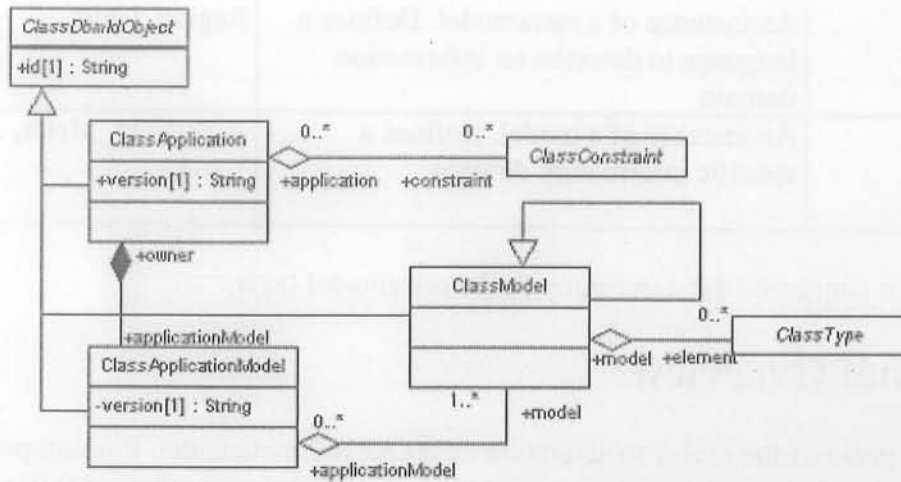 ClassDbaridObject
+id[1] : String
ClassApplication
+version[1] : String
0..*
+application
0..*
+constraint
ClassConstraint
+owner
+applicationModel
ClassModel
0..*
+model
+element
ClassType
ClassApplicationModel
-version[1] : String
0..*
+applicationModel
1..*
+model